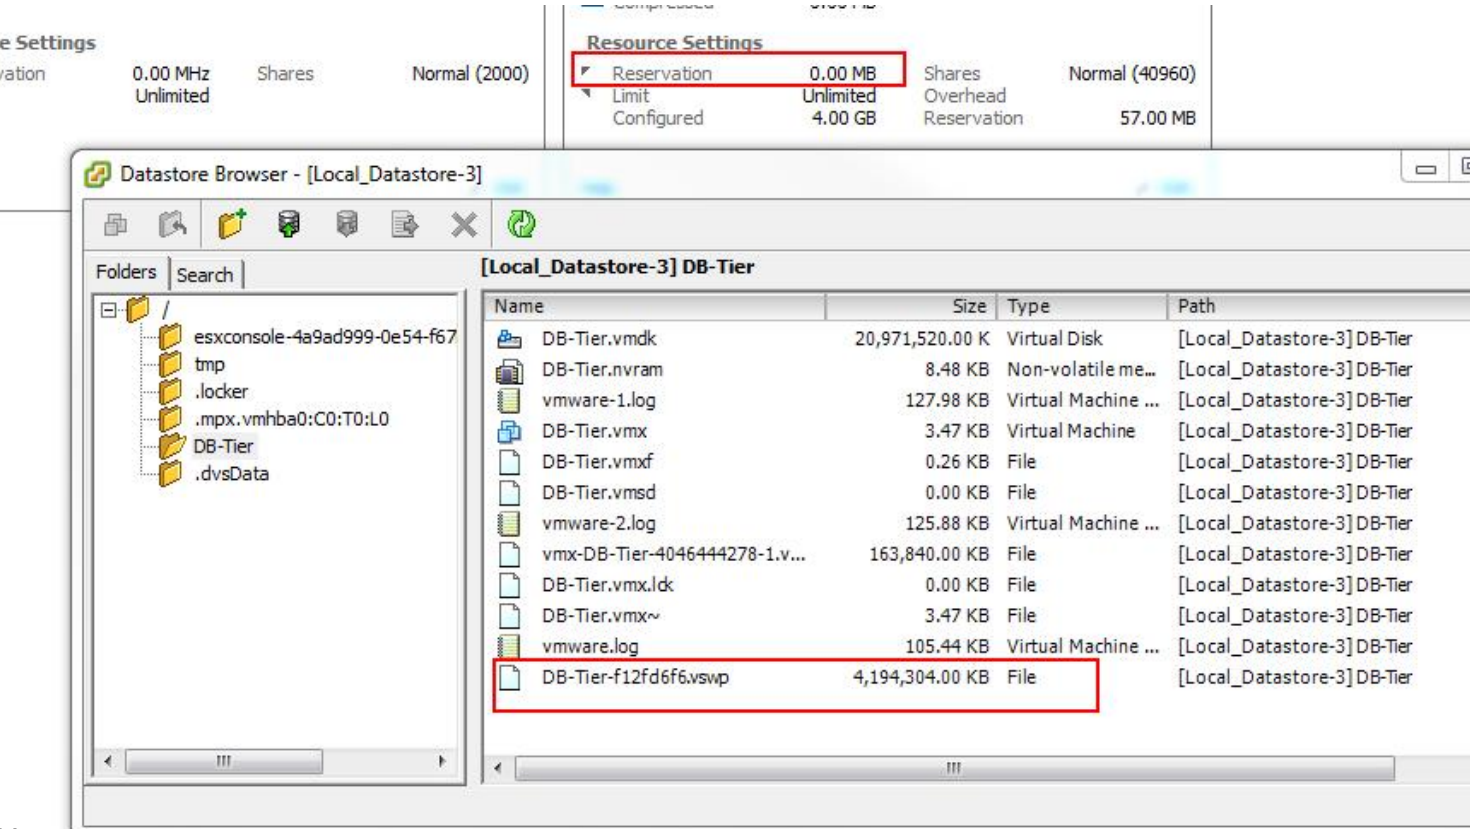 e Settings
0.00 MHz Shares Normal (2000)
Unlimited
Resource Settings
Reservation 0.00 MB Shares Normal (40960)
Limit Unlimited Overhead
Configured 4.00 GB Reservation 57.00 MB
Datastore Browser - [Local_Datastore-3]
Folders Search
[Local_Datastore-3] DB-Tier
/
esxconsole-4a9ad999-0e54-f67
tmp
.locker
.mpx.vmhba0:C0:T0:L0
DB-Tier
.dvsData
Name Size Type Path
DB-Tier.vmdk 20,971,520.00 K Virtual Disk [Local_Datastore-3] DB-Tier
DB-Tier.nvram 8.48 KB Non-volatile me... [Local_Datastore-3] DB-Tier
vmware-1.log 127.98 KB Virtual Machine ... [Local_Datastore-3] DB-Tier
DB-Tier.vmx 3.47 KB Virtual Machine [Local_Datastore-3] DB-Tier
DB-Tier.vmxf 0.26 KB File [Local_Datastore-3] DB-Tier
DB-Tier.vmsd 0.00 KB File [Local_Datastore-3] DB-Tier
vmware-2.log 125.88 KB Virtual Machine ... [Local_Datastore-3] DB-Tier
vmx-DB-Tier-4046444278-1.v... 163,840.00 KB File [Local_Datastore-3] DB-Tier
DB-Tier.vmx.lck 0.00 KB File [Local_Datastore-3] DB-Tier
DB-Tier.vmx~ 3.47 KB File [Local_Datastore-3] DB-Tier
vmware.log 105.44 KB Virtual Machine ... [Local_Datastore-3] DB-Tier
DB-Tier-f12fd6f6.vswp 4,194,304.00 KB File [Local_Datastore-3] DB-Tier